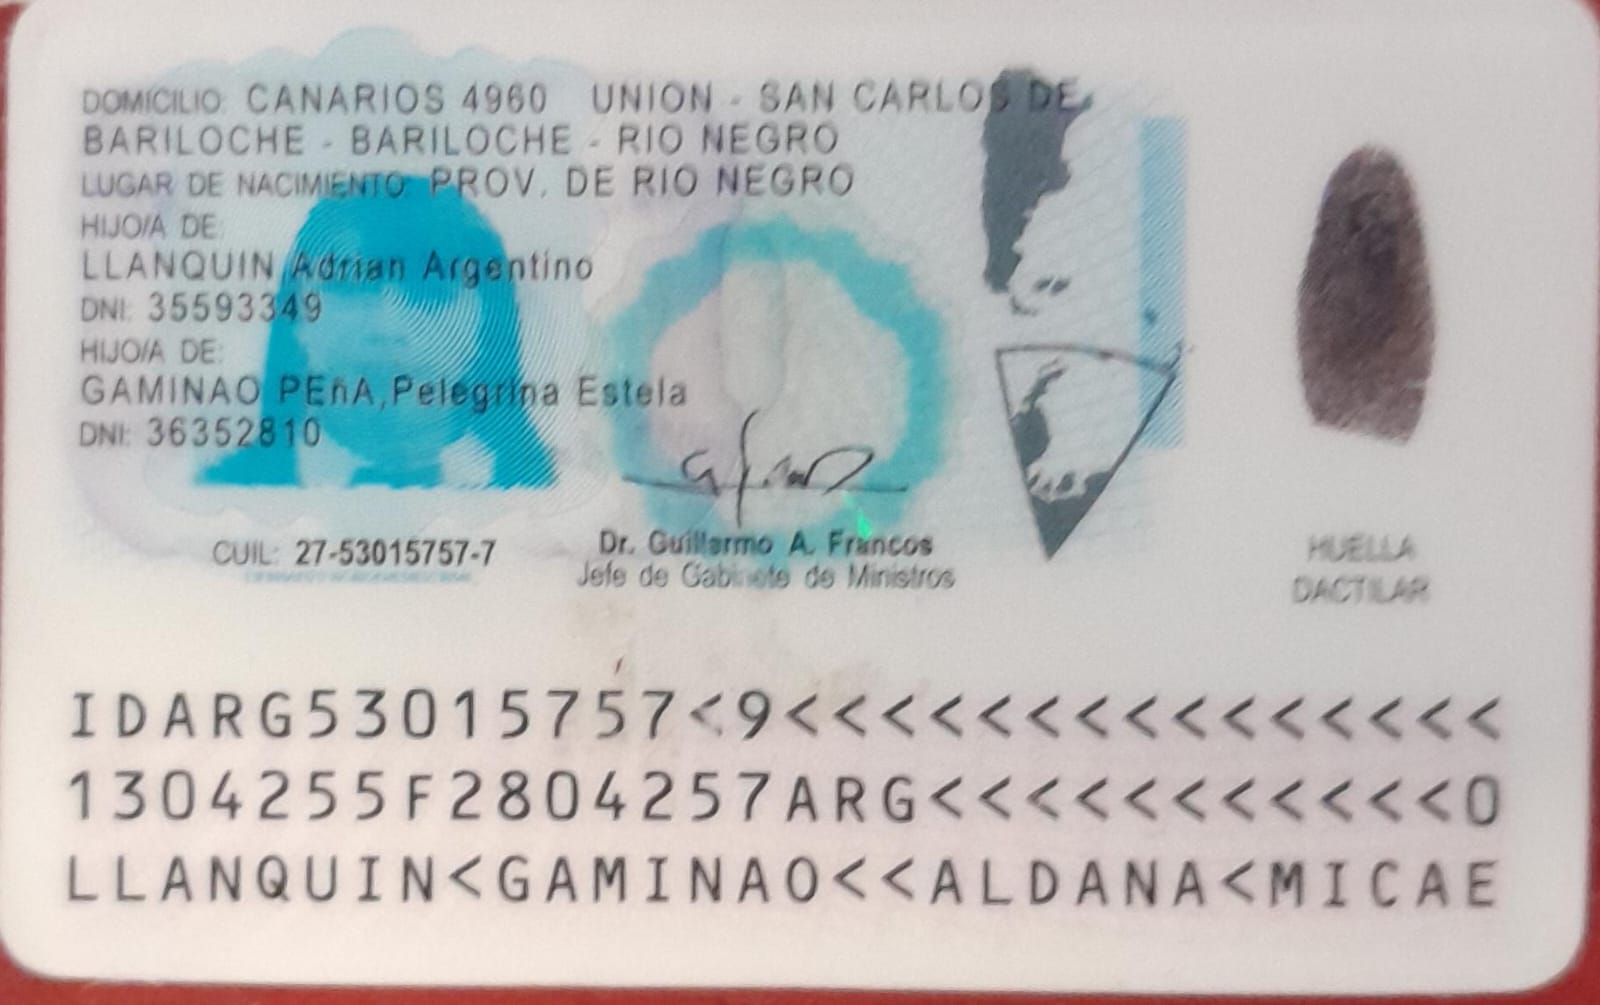 DOMICILIO: CANARIOS 4960 UNION - SAN CARLOS DE
BARILOCHE - BARILOCHE - RIO NEGRO
LUGAR DE NACIMIENTO: PROV. DE RIO NEGRO
HIJO/A DE:
LLANQUIN Adrian Argentino
DNI: 35593349
HIJO/A DE:
GAMINAO PEñA,Pelegrina Estela
DNI: 36352810
CUIL: 27-53015757-7
Dr. Guillermo A. Francos
Jefe de Gabinete de Ministros
HUELLA
DACTILAR
IDARG53015757<9<<<<<<<<<<<<<<<
1304255F2804257ARG<<<<<<<<<<<0
LLANQUIN<GAMINAO<<ALDANA<MICAE